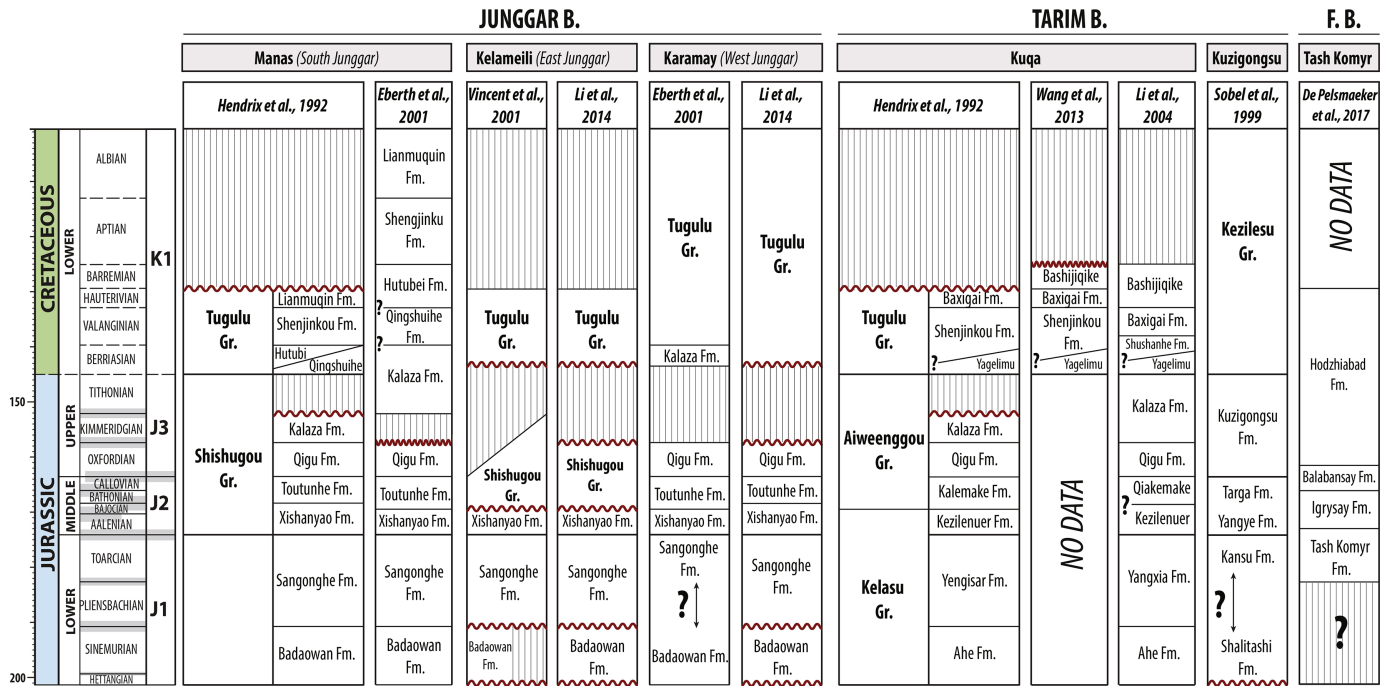 JUNGGAR B.
TARIM B.
F. B.
Manas (South Junggar)
Kelameili (East Junggar)
Karamay (West Junggar)
Kuqa
Kuzigongsu
Tash Komyr
Hendrix et al., 1992
Eberth et al.,
2001
Vincent et al.,
2001
Li et al.,
2014
Eberth et al.,
2001
Li et al.,
2014
Hendrix et al., 1992
Wang et al.,
2013
Li et al.,
2004
Sobel et al.,
1999
De Pelsmaeker
et al., 2017
150
200
CRETACEOUS
JURASSIC
LOWER
UPPER
MIDDLE
LOWER
ALBIAN
APTIAN
BARREMIAN
HAUTERIVIAN
VALANGINIAN
BERRIASIAN
TITHONIAN
KIMMERIDGIAN
OXFORDIAN
CALLOVIAN
BATHONIAN
BAJOCIAN
AALENIAN
TOARCIAN
PLIENSBACHIAN
SINEMURIAN
HETTANGIAN
K1
J3
J2
J1
Tugulu
Gr.
Shishugou
Gr.
Lianmuqin Fm.
Shenjinkou Fm.
Hutubi
Qingshuihe
Kalaza Fm.
Qigu Fm.
Toutunhe Fm.
Xishanyao Fm.
Sangonghe Fm.
Badaowan Fm.
Lianmuquin
Fm.
Shengjinku
Fm.
Hutubei Fm.
?
Qingshuihe
Fm.
?
Kalaza Fm.
Qigu Fm.
Toutunhe Fm.
Xishanyao Fm.
Sangonghe
Fm.
Badaowan
Fm.
Tugulu
Gr.
Shishugou
Gr.
Xishanyao Fm.
Sangonghe
Fm.
Badaowan
Fm.
Tugulu
Gr.
Shishugou
Gr.
Xishanyao Fm.
Sangonghe
Fm.
Badaowan
Fm.
Tugulu
Gr.
Kalaza Fm.
Qigu Fm.
Toutunhe Fm.
Xishanyao Fm.
Sangonghe
Fm.
?
Badaowan Fm.
Tugulu
Gr.
Qigu Fm.
Toutunhe Fm.
Xishanyao Fm.
Sangonghe
Fm.
Badaowan
Fm.
Tugulu
Gr.
Aiweenggou
Gr.
Kelasu
Gr.
Baxigai Fm.
Shenjinkou Fm.
?
Yagelimu
Kalaza Fm.
Qigu Fm.
Kalemake Fm.
Kezilenuer Fm.
Yengisar Fm.
Ahe Fm.
Bashijiqike
Baxigai Fm.
Shenjinkou
Fm.
?
Yagelimu
NO DATA
Bashijiqike
Baxigai Fm.
Shushanhe Fm.
?
Yagelimu
Kalaza Fm.
Qigu Fm.
Qiakemake
?
Kezilenuer
Yangxia Fm.
Ahe Fm.
Kezilesu
Gr.
Kuzigongsu
Fm.
Targa Fm.
Yangye Fm.
Kansu Fm.
?
Shalitashi
Fm.
NO DATA
Hodzhiabad
Fm.
Balabansay Fm.
Igrysay Fm.
Tash Komyr
Fm.
?